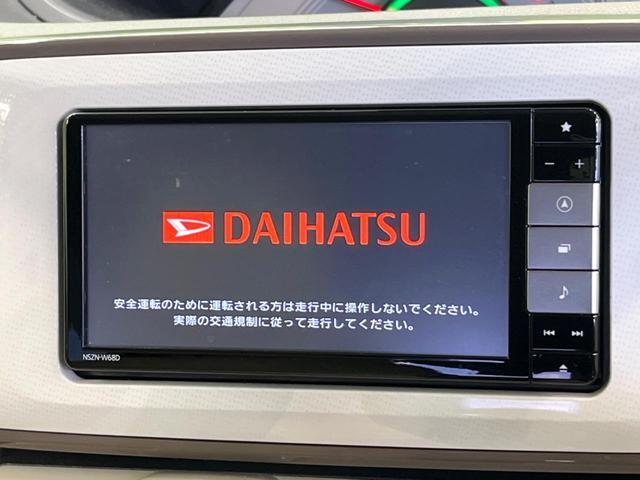 DAIHATSU
安全運転のために運転される方は走行中に操作しないでください。
実際の交通規制に従って走行してください。
NSZN-W68D